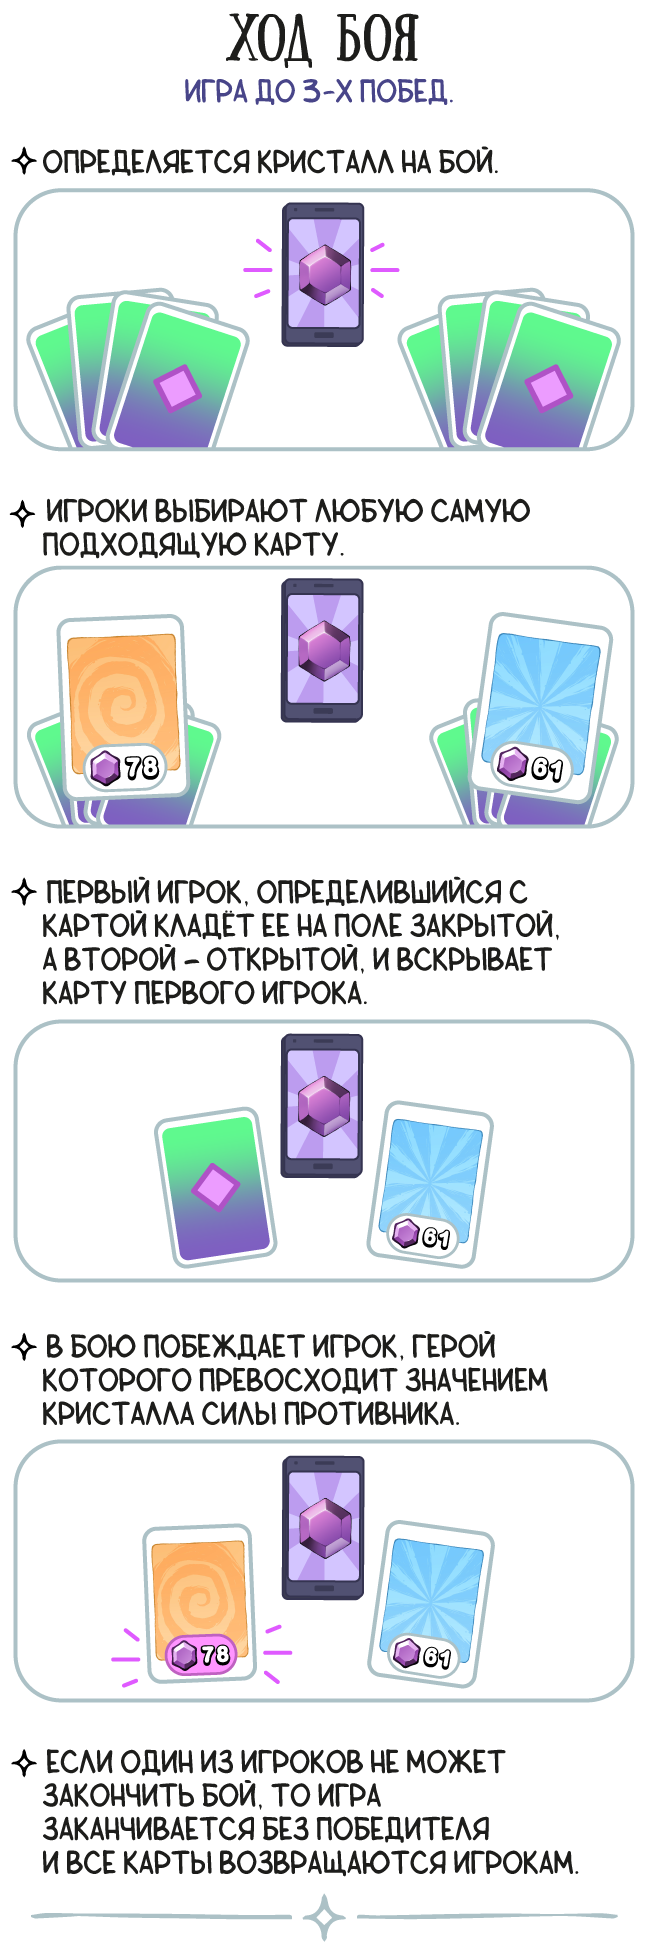 ХОД БОЯ
ИГРА ДО 3-Х ПОБЕД.
ОПРЕДЕЛЯЕТСЯ КРИСТАЛЛ НА БОЙ.
ИГРОКИ ВЫБИРАЮТ ЛЮБУЮ САМУЮ
ПОДХОДЯЩУЮ КАРТУ.
78
61
ПЕРВЫЙ ИГРОК, ОПРЕДЕЛИВШИЙСЯ С
КАРТОЙ КЛАДЁТ ЕЕ НА ПОЛЕ ЗАКРЫТОЙ,
А ВТОРОЙ – ОТКРЫТОЙ, И ВСКРЫВАЕТ
КАРТУ ПЕРВОГО ИГРОКА.
61
В БОЮ ПОБЕЖДАЕТ ИГРОК, ГЕРОЙ
КОТОРОГО ПРЕВОСХОДИТ ЗНАЧЕНИЕМ
КРИСТАЛЛА СИЛЫ ПРОТИВНИКА.
78
61
ЕСЛИ ОДИН ИЗ ИГРОКОВ НЕ МОЖЕТ
ЗАКОНЧИТЬ БОЙ, ТО ИГРА
ЗАКАНЧИВАЕТСЯ БЕЗ ПОБЕДИТЕЛЯ
И ВСЕ КАРТЫ ВОЗВРАЩАЮТСЯ ИГРОКАМ.